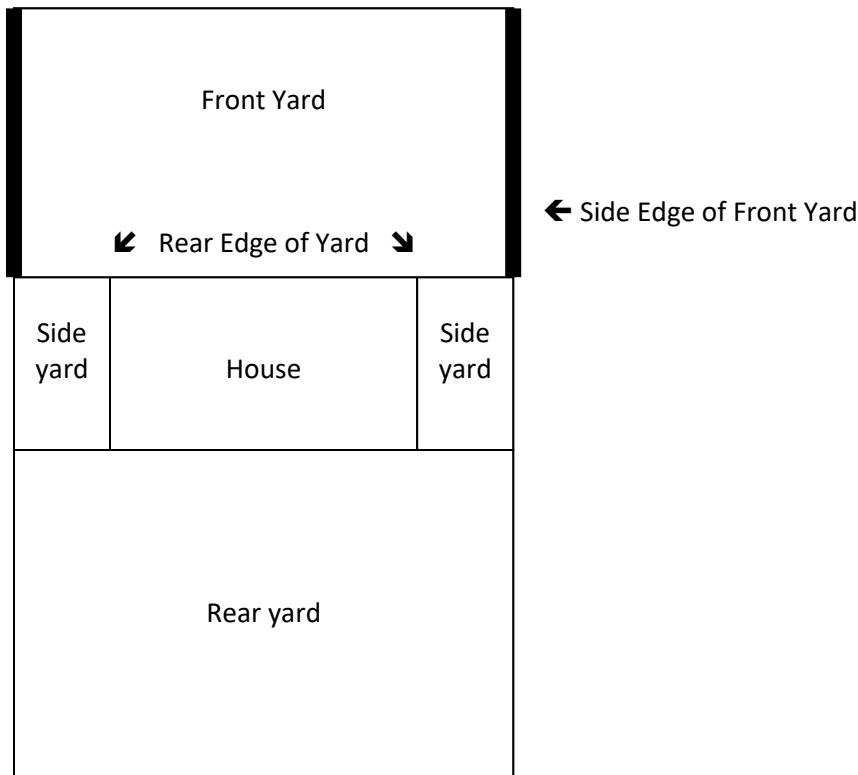 Front Yard
🡸 Side Edge of Front Yard
🡿 Rear Edge of Yard 🡾
Side
yard
House
Side
yard
Rear yard